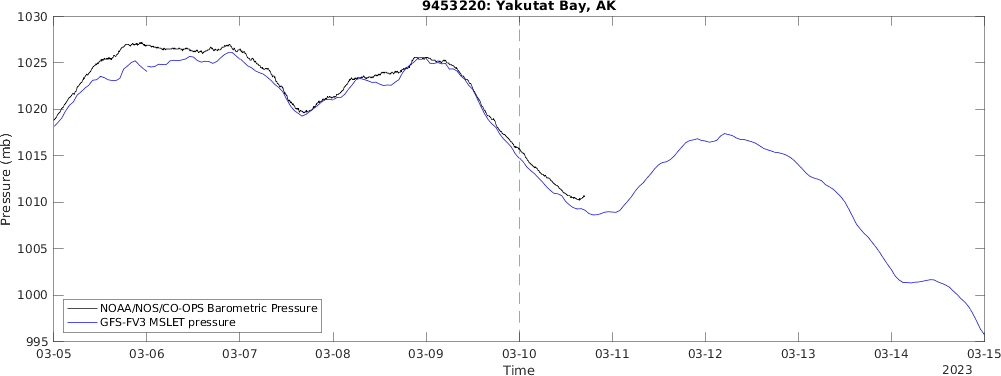 9453220: Yakutat Bay, AK
1030
1025
1020
1015
1010
1005
1000
995
Pressure (mb)
NOAA/NOS/CO-OPS Barometric Pressure
GFS-FV3 MSLET pressure
03-05 03-06 03-07 03-08 03-09 03-10 03-11 03-12 03-13 03-14 03-15
Time
2023